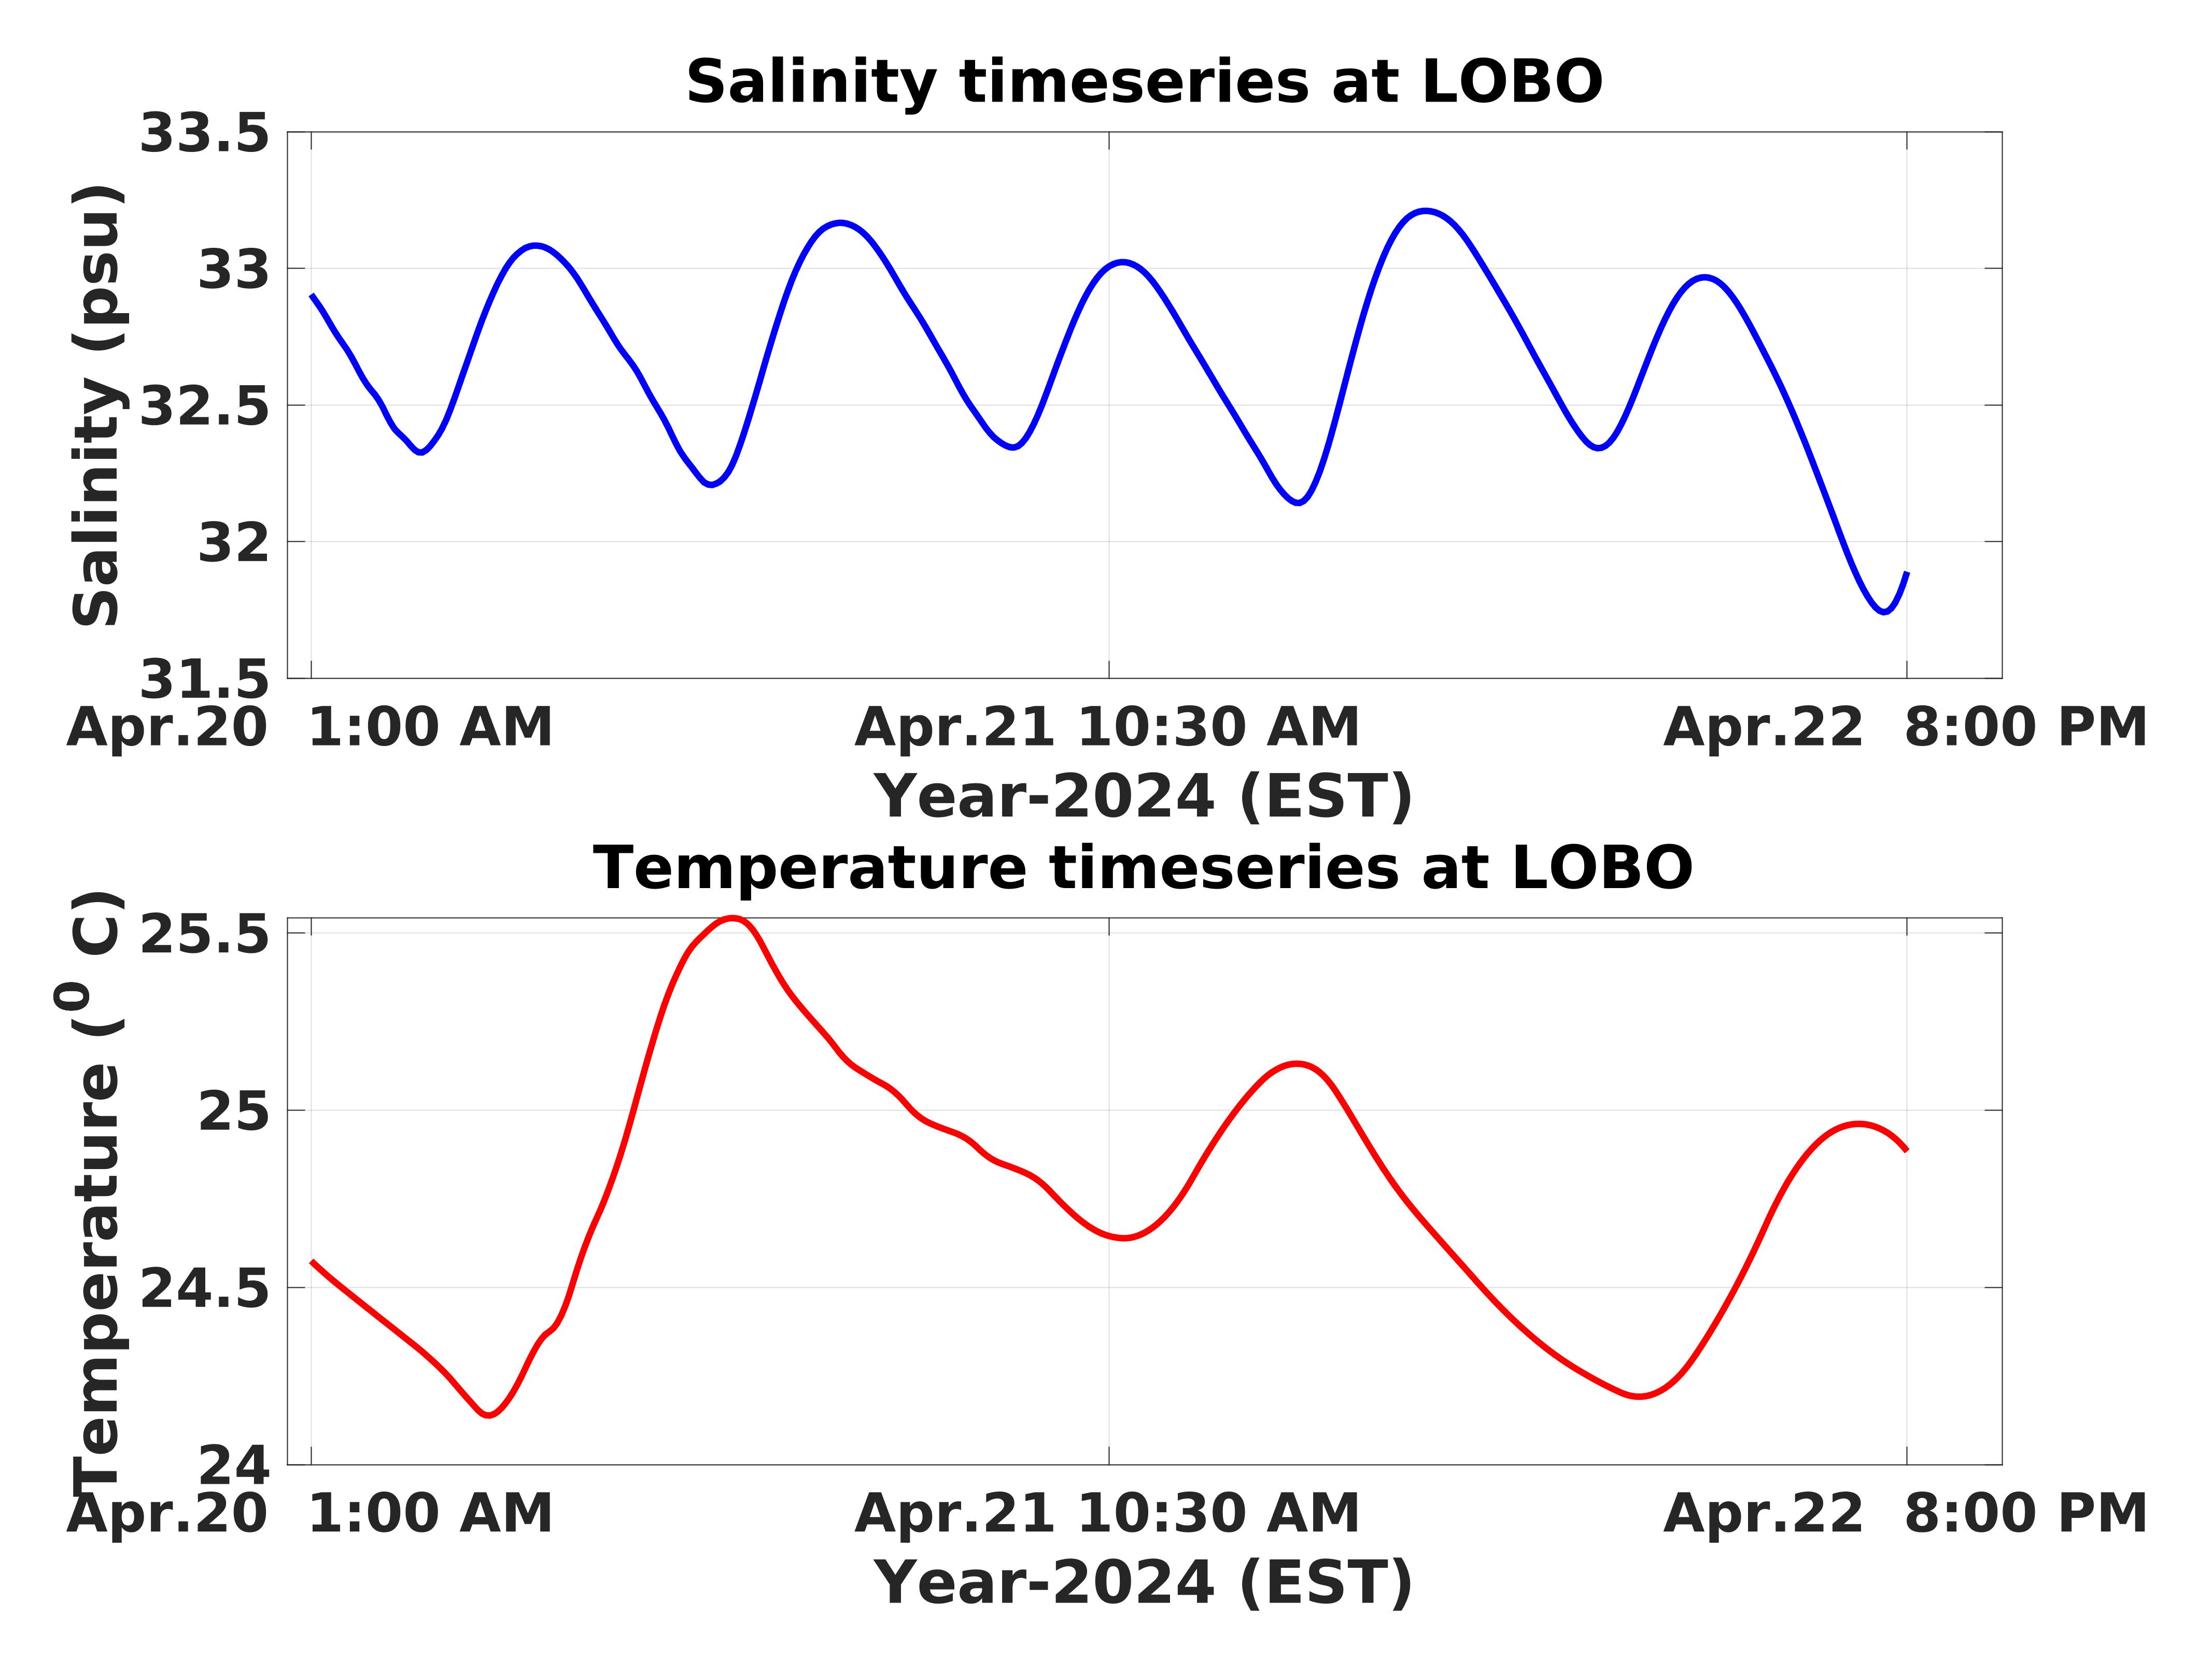 Salinity timeseries at LOBO
Salinity (psu)
33.5
33
32.5
32
31.5
Apr.20  1:00 AM
Apr.21 10:30 AM
Apr.22  8:00 PM
Year-2024 (EST)
Temperature timeseries at LOBO
Temperature (⁰ C)
25.5
25
24.5
24
Apr.20  1:00 AM
Apr.21 10:30 AM
Apr.22  8:00 PM
Year-2024 (EST)